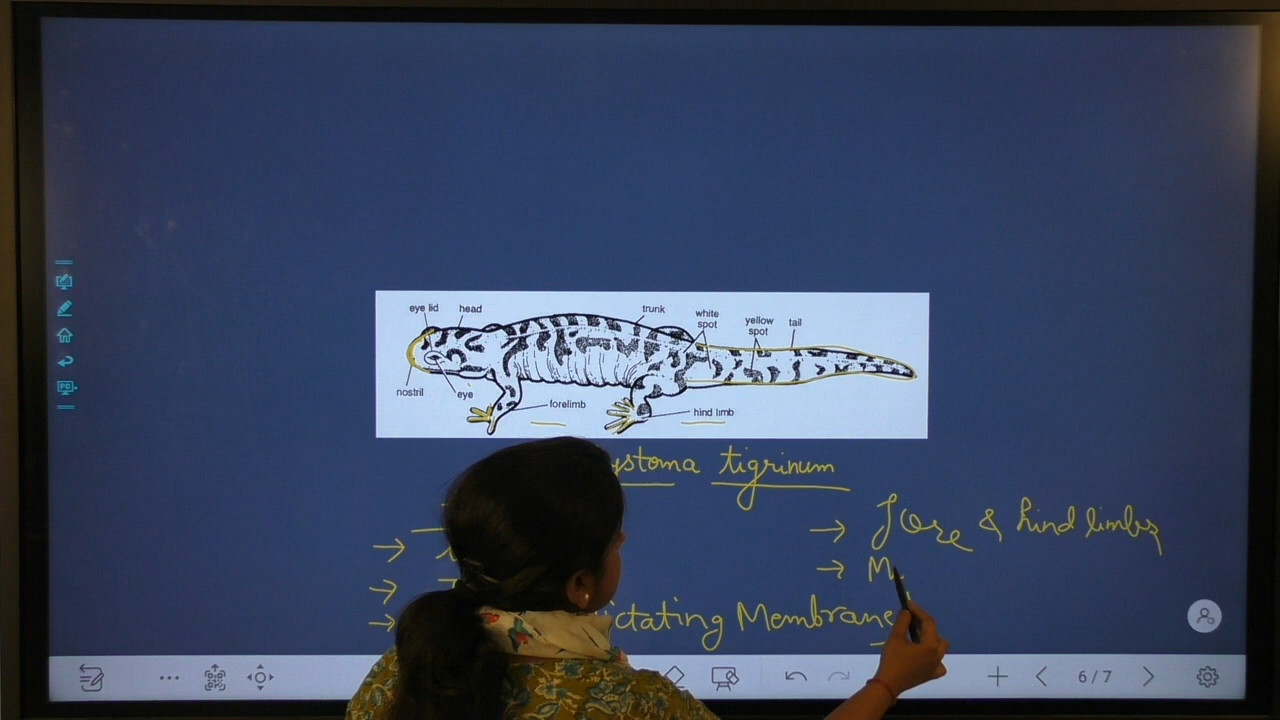 eye lid head trunk white spot yellow spot tail
nostril eye forelimb hind limb
ystoma tigrinum
→ Fore & hind limbs
→ M
→ ictating Membrane
6/7